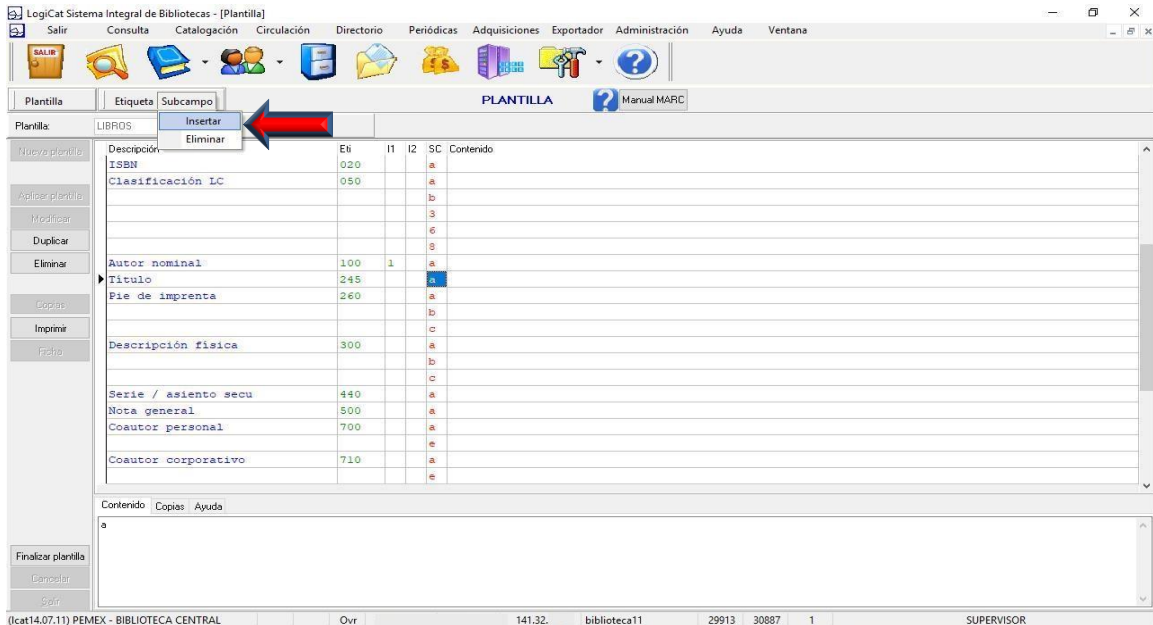 LogiCat Sistema Integral de Bibliotecas - [Plantilla]
Salir Consulta Catalogación Circulación Directorio Periódicas Adquisiciones Exportador Administración Ayuda Ventana
SALIR
Plantilla Etiqueta Subcampo PLANTILLA Manual MARC
Plantilla: LIBROS Insertar
Eliminar
Nueva plantilla Descripción Eti I1 I2 SC Contenido
ISBN 020 a
Clasificación LC 050 a
Aplicar plantilla b
Modificar 3
6
Duplicar 8
Eliminar Autor nominal 100 1 a
Título 245 a
Pie de imprenta 260 a
Copias b
Imprimir c
Ficha Descripción física 300 a
b
c
Serie / asiento secu 440 a
Nota general 500 a
Coautor personal 700 a
e
Coautor corporativo 710 a
e
Contenido Copias Ayuda
a
Finalizar plantilla
Cancelar
Salir
(lcat14.07.11) PEMEX - BIBLIOTECA CENTRAL Ovr 141.32. biblioteca11 29913 30887 1 SUPERVISOR